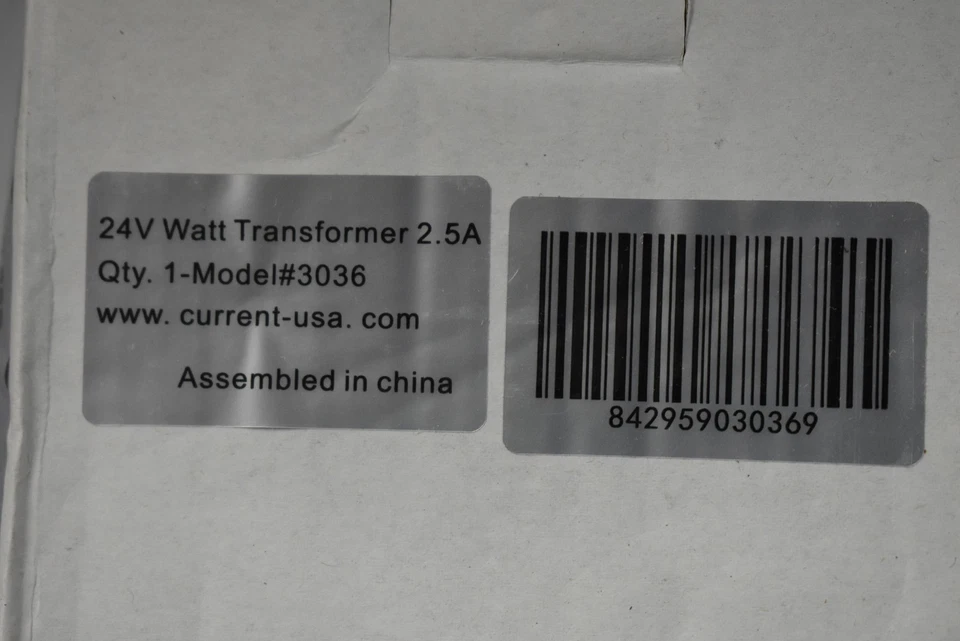 24V Watt Transformer 2.5A
Qty. 1-Model#3036
www. current-usa. com
Assembled in china
842959030369